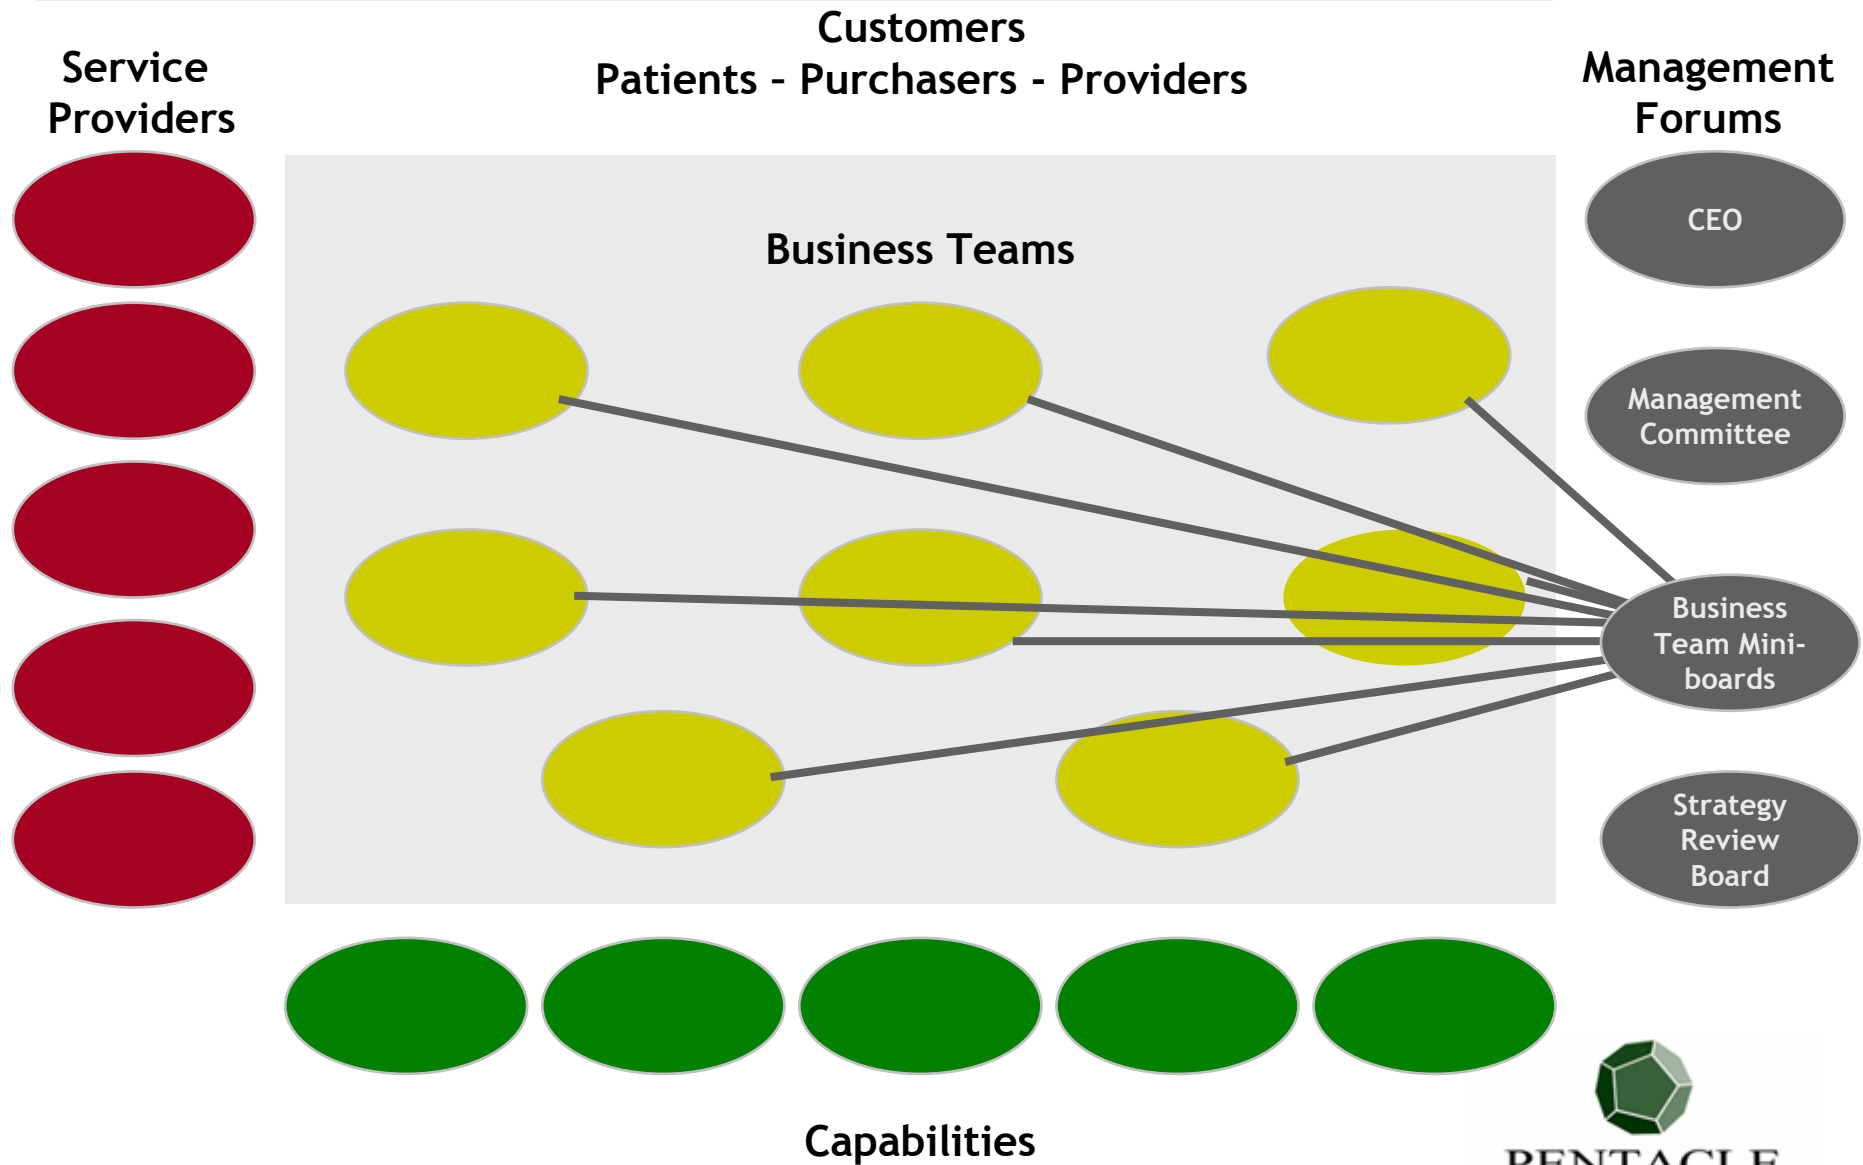 Customers
Patients – Purchasers - Providers
Service
Providers
Management
Forums
Business Teams
CEO
Management
Committee
Business
Team Mini-
boards
Strategy
Review
Board
Capabilities
PENTACLE